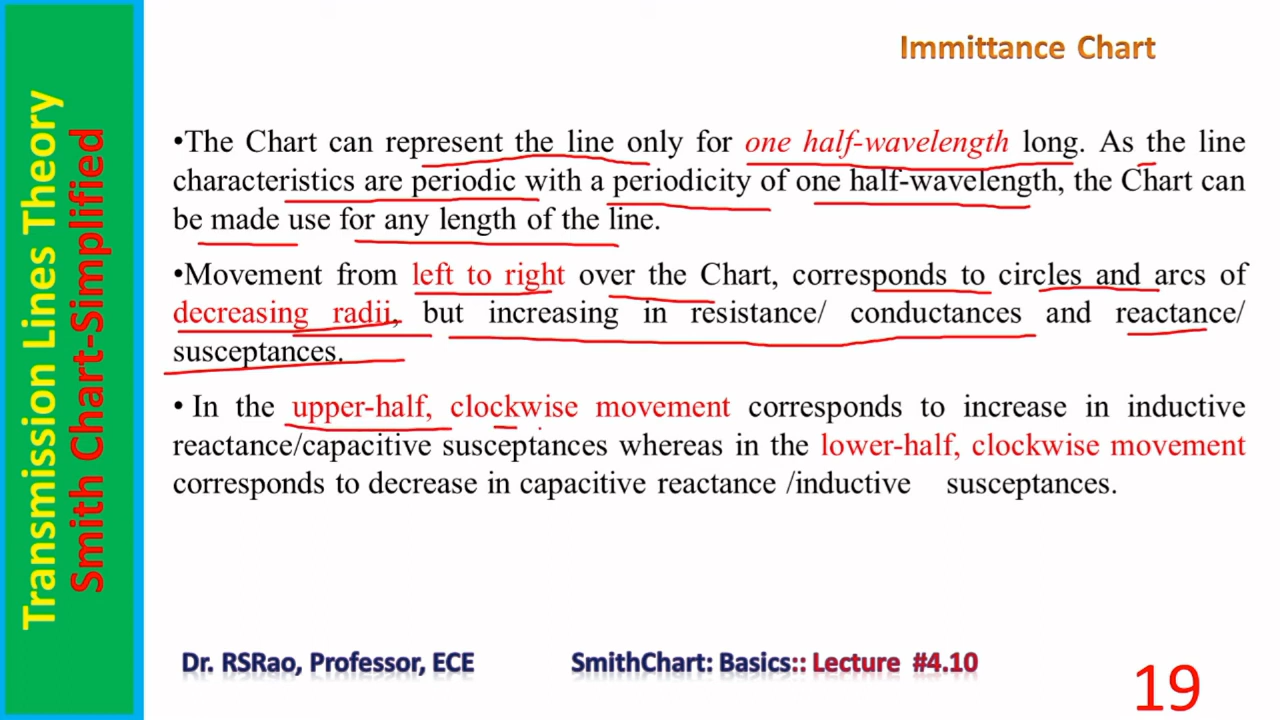 Transmission Lines Theory
Smith Chart-Simplified
Immittance Chart
•The Chart can represent the line only for one half-wavelength long. As the line
characteristics are periodic with a periodicity of one half-wavelength, the Chart can
be made use for any length of the line.
•Movement from left to right over the Chart, corresponds to circles and arcs of
decreasing radii, but increasing in resistance/ conductances and reactance/
susceptances.
• In the upper-half, clockwise movement corresponds to increase in inductive
reactance/capacitive susceptances whereas in the lower-half, clockwise movement
corresponds to decrease in capacitive reactance /inductive susceptances.
Dr. RSRao, Professor, ECE SmithChart: Basics:: Lecture #4.10
19